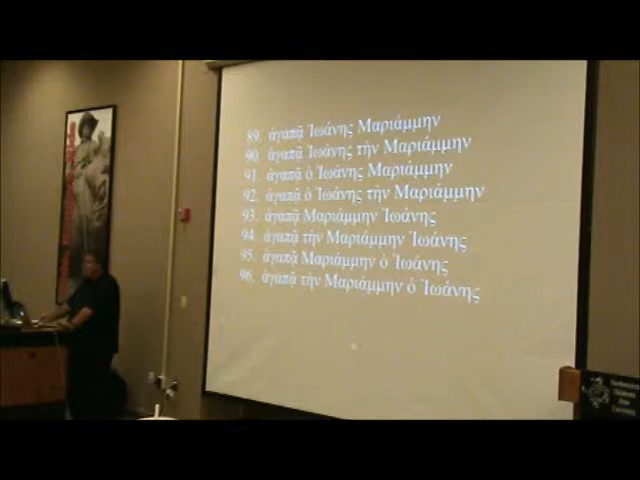 89. ἀγαπᾷ Ἰωάνης Μαριάμμην
90. ἀγαπᾷ Ἰωάνης τὴν Μαριάμμην
91. ἀγαπᾷ ὁ Ἰωάνης Μαριάμμην
92. ἀγαπᾷ ὁ Ἰωάνης τὴν Μαριάμμην
93. ἀγαπᾷ Μαριάμμην Ἰωάνης
94. ἀγαπᾷ τὴν Μαριάμμην Ἰωάνης
95. ἀγαπᾷ Μαριάμμην ὁ Ἰωάνης
96. ἀγαπᾷ τὴν Μαριάμμην ὁ Ἰωάνης